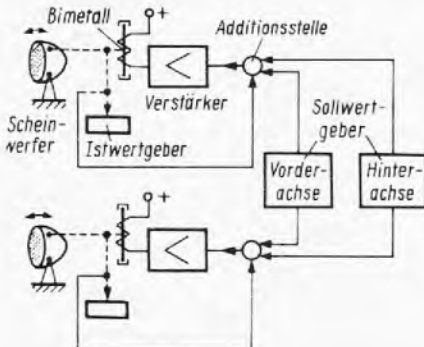 Bimetall
+
Additionsstelle
<
Verstärker
Schein-
werfer
Istwertgeber
Sollwert-
geber
Vorder-
achse
Hinter-
achse
+
<